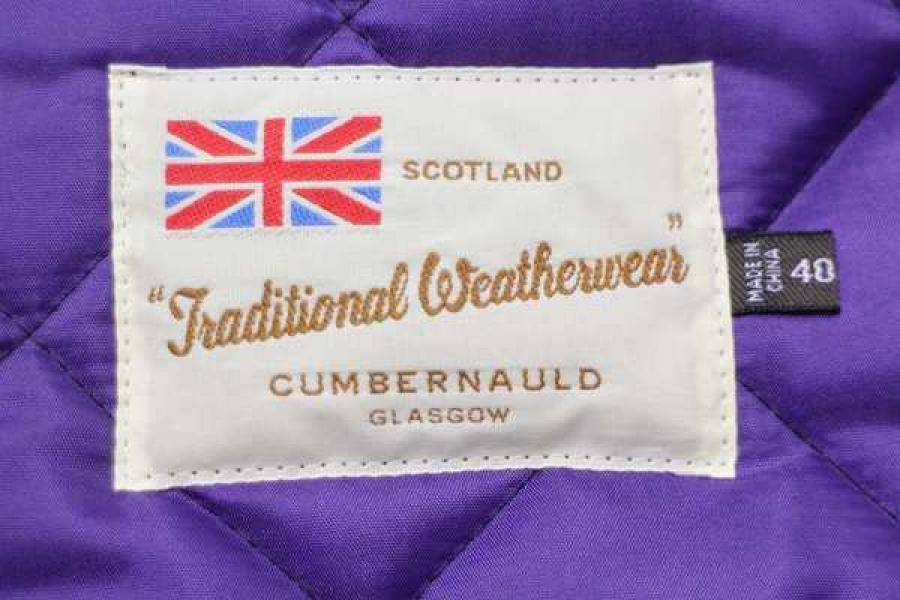 SCOTLAND
“Traditional Weatherwear”
CUMBERNAULD
GLASGOW
MADE IN
CHINA
40